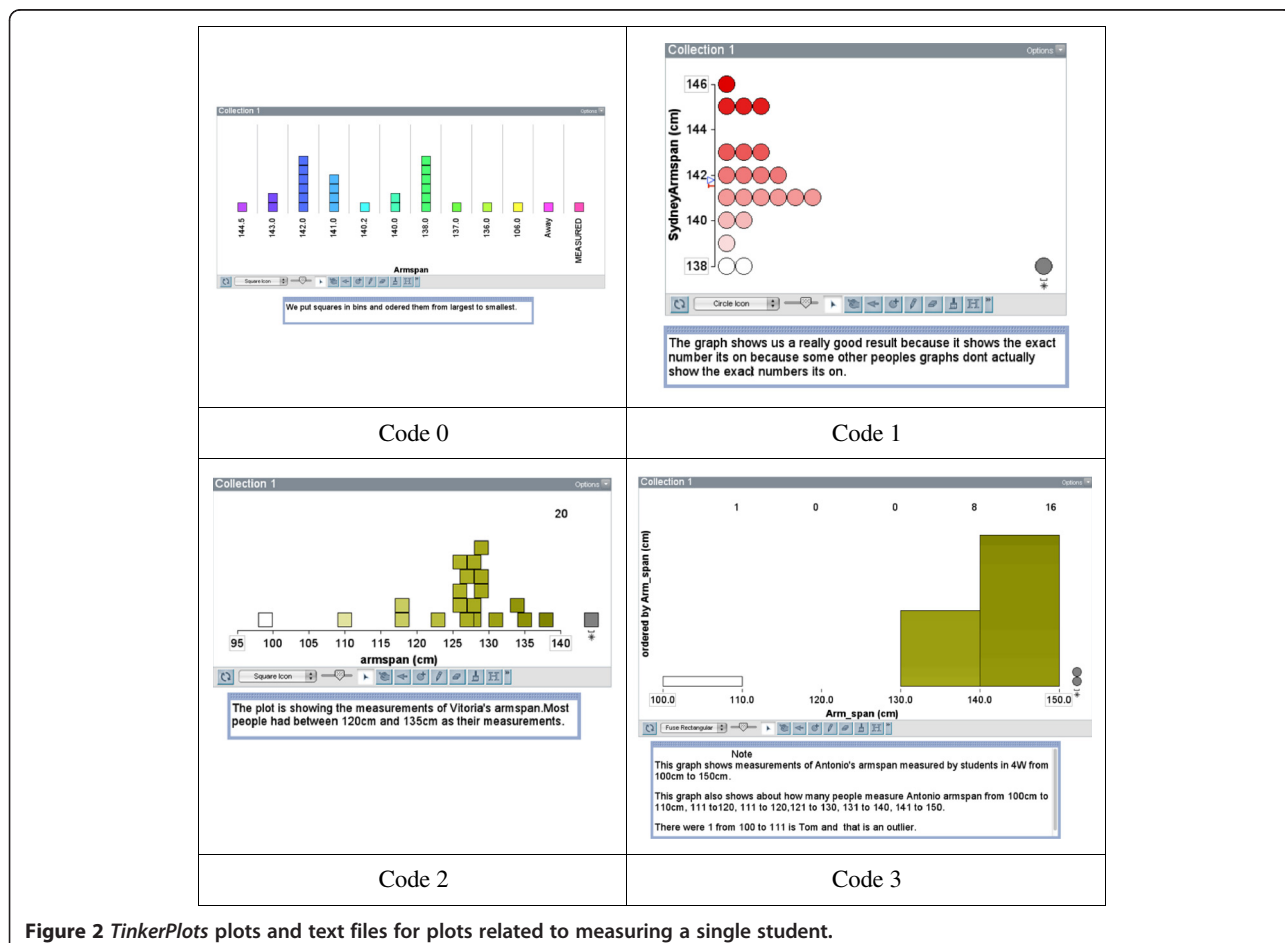 Collection 1
Options
144.5
143.0
142.0
141.0
140.2
140.0
138.0
137.0
136.0
106.0
Away
MEASURED
Armspan
Square Icon
We put squares in bins and odered them from largest to smallest.
Code 0
Collection 1
Options
SydneyArmspan (cm)
146
144
142
140
138
Circle Icon
The graph shows us a really good result because it shows the exact
number its on because some other peoples graphs dont actually
show the exact numbers its on.
Code 1
Collection 1
Options
20
95 100 105 110 115 120 125 130 135 140
armspan (cm)
Square Icon
The plot is showing the measurements of Vitoria's armspan.Most
people had between 120cm and 135cm as their measurements.
Code 2
Collection 1
Options
1 0 0 8 16
ordered by Arm_span (cm)
100.0 110.0 120.0 130.0 140.0 150.0
Arm_span (cm)
Fuse Rectangular
Note
This graph shows measurements of Antonio's armspan measured by students in 4W from
100cm to 150cm.
This graph also shows about how many people measure Antonio armspan from 100cm to
110cm, 111 to120, 111 to 120,121 to 130, 131 to 140, 141 to 150.
There were 1 from 100 to 111 is Tom and that is an outlier.
Code 3
Figure 2 TinkerPlots plots and text files for plots related to measuring a single student.